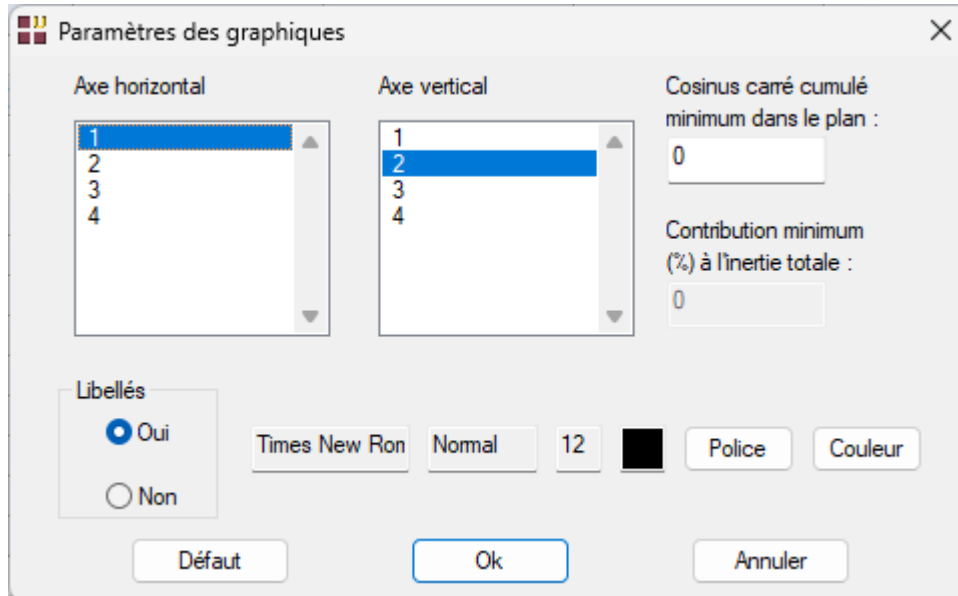 Paramètres des graphiques
Axe horizontal
1
2
3
4
Axe vertical
1
2
3
4
Cosinus carré cumulé
minimum dans le plan :
0
Contribution minimum
(%) à l'inertie totale :
0
Libellés
Oui
Non
Times New Ron
Normal
12
Police
Couleur
Défaut
Ok
Annuler